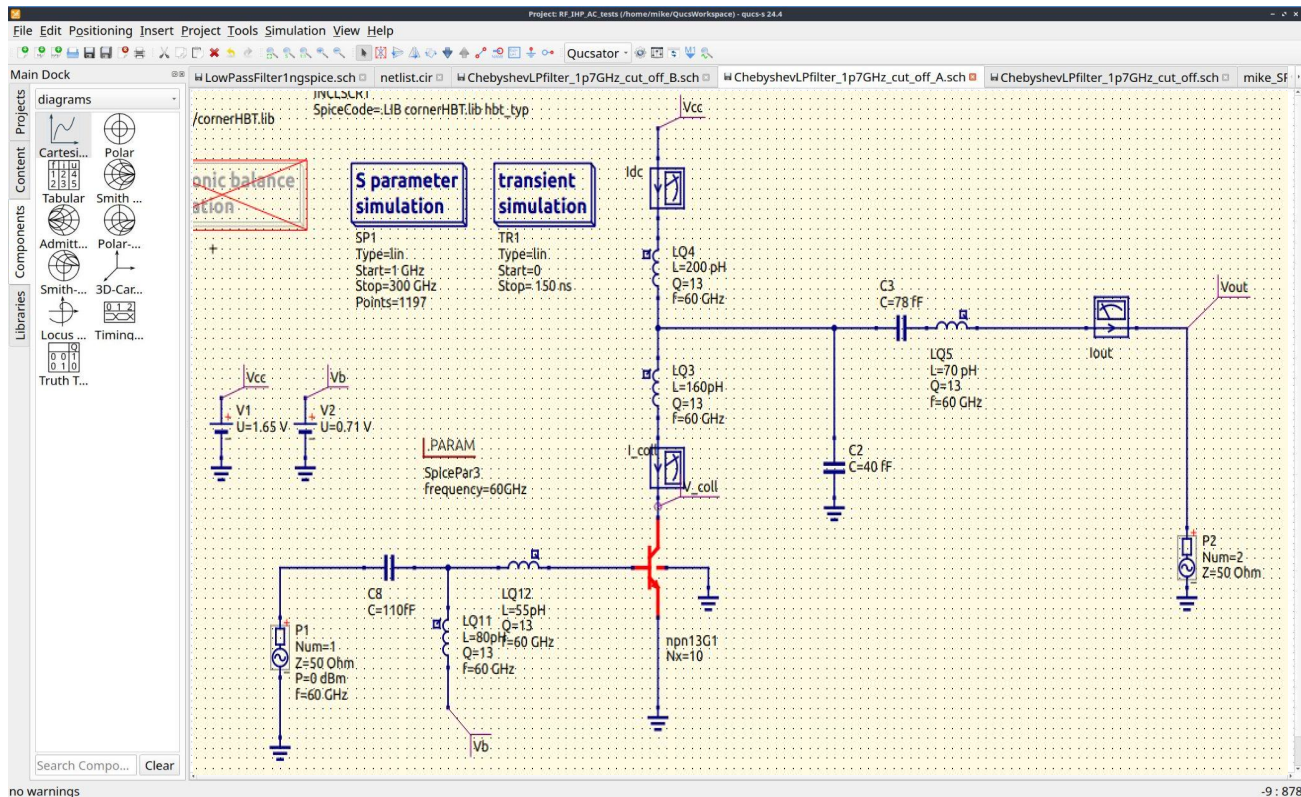 Project: RF_IHP_AC_tests (/home/mike/QucsWorkspace) - qucs-s 24.4
File Edit Positioning Insert Project Tools Simulation View Help
Qucsator
Main Dock
LowPassFilter1ngspice.sch
netlist.cir
ChebyshevLPfilter_1p7GHz_cut_off_B.sch
ChebyshevLPfilter_1p7GHz_cut_off_A.sch
ChebyshevLPfilter_1p7GHz_cut_off.sch
Projects
Content
Components
Libraries
diagrams
Cartesi...
Polar
Tabular
Smith ...
Admitt...
Polar-...
Smith-...
3D-Car...
Locus ...
Timing...
Truth T...
Search Compo...
Clear
no warnings
-9 : 878
INCLSCR1
SpiceCode=.LIB cornerHBT.lib hbt_typ
/cornerHBT.lib
onic balance
ation
S parameter
simulation
SP1
Type=lin
Start=1 GHz
Stop=300 GHz
Points=1197
transient
simulation
TR1
Type=lin
Start=0
Stop= 150 ns
Vcc
Idc
LQ4
L=200 pH
Q=13
f=60 GHz
C3
C=78 fF
LQ5
L=70 pH
Q=13
f=60 GHz
Iout
Vout
LQ3
L=160pH
Q=13
f=60 GHz
I_coll
V_coll
C2
C=40 fF
P2
Num=2
Z=50 Ohm
Vcc
V1
U=1.65 V
Vb
V2
U=0.71 V
.PARAM
SpicePar3
frequency=60GHz
C8
C=110fF
LQ12
L=55pH
Q=13
f=60 GHz
LQ11
L=80pH
Q=13
f=60 GHz
npn13G1
Nx=10
P1
Num=1
Z=50 Ohm
P=0 dBm
f=60 GHz
Vb